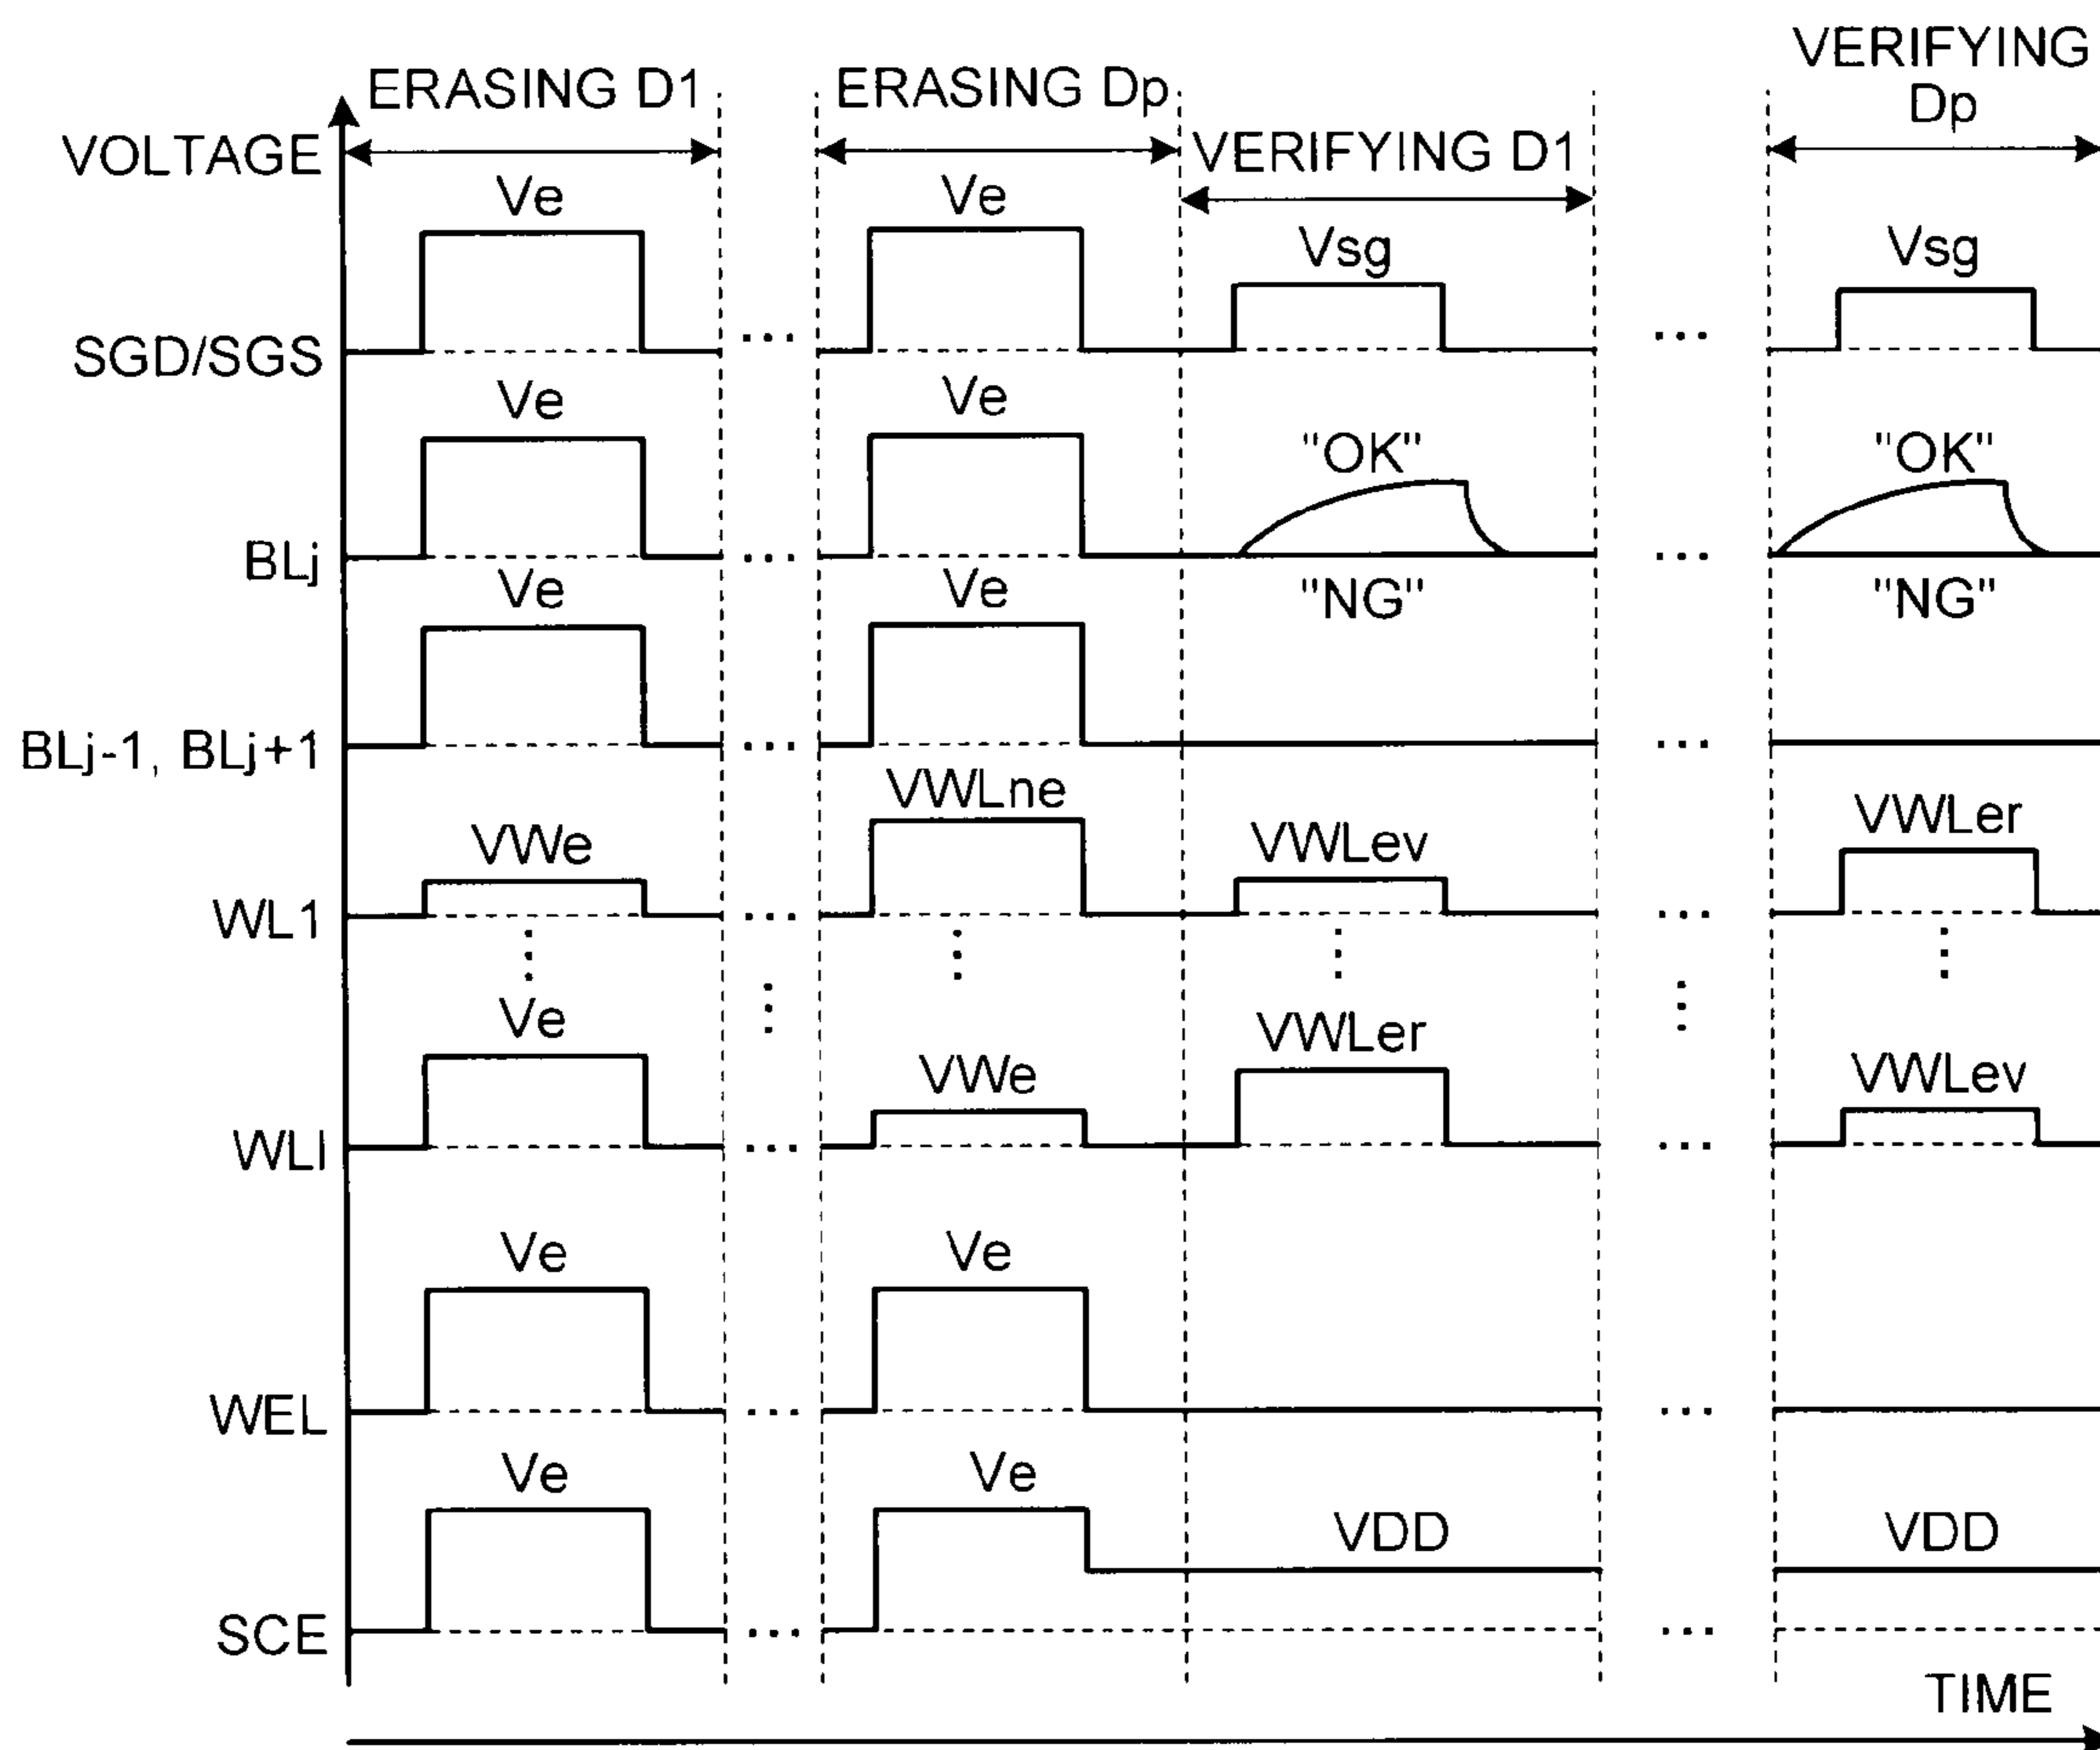 VERIFYING
Dp
ERASING D1
ERASING Dp
VERIFYING D1
VOLTAGE
Ve
Ve
Vsg
Vsg
SGD/SGS
Ve
Ve
"OK"
"OK"
BLj
"NG"
"NG"
Ve
Ve
BLj-1, BLj+1
VWe
VWLne
VWLev
VWLer
WL1
Ve
VWe
VWLer
VWLev
WLl
Ve
Ve
WEL
Ve
Ve
VDD
VDD
SCE
TIME